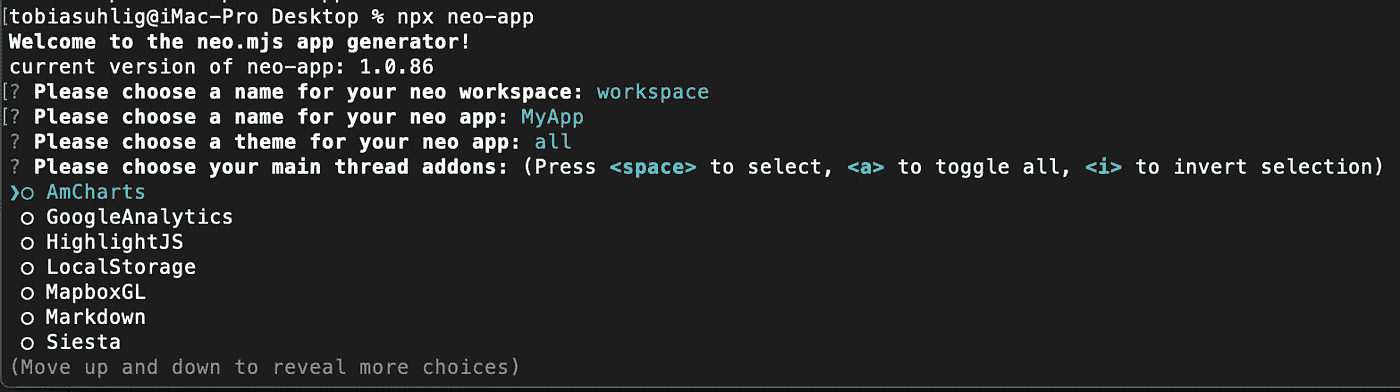 [tobiasuhlig@iMac-Pro Desktop % npx neo-app
Welcome to the neo.mjs app generator!
current version of neo-app: 1.0.86
[? Please choose a name for your neo workspace: workspace
[? Please choose a name for your neo app: MyApp
? Please choose a theme for your neo app: all
? Please choose your main thread addons: (Press <space> to select, <a> to toggle all, <i> to invert selection)
❯○ AmCharts
○ GoogleAnalytics
○ HighlightJS
○ LocalStorage
○ MapboxGL
○ Markdown
○ Siesta
(Move up and down to reveal more choices)